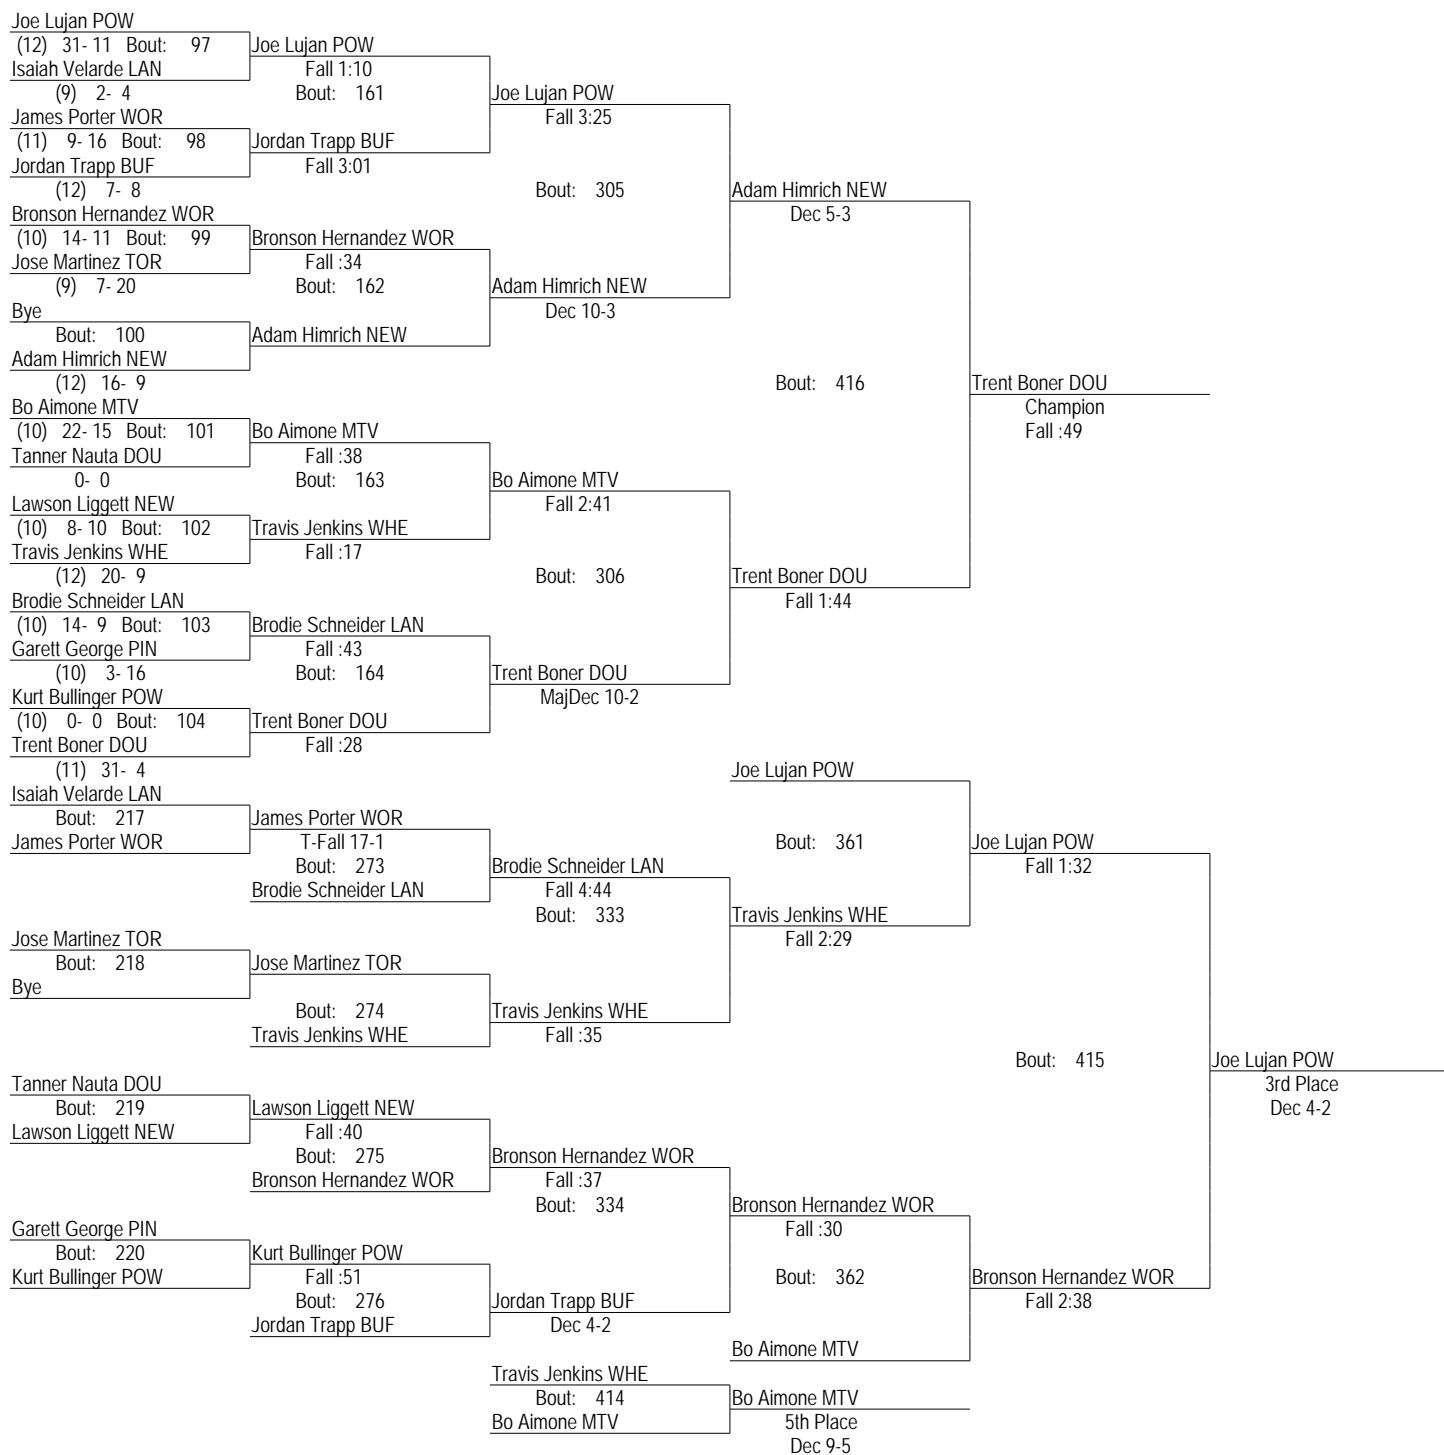 Joe Lujan POW
(12) 31- 11 Bout: 97 Joe Lujan POW
Isaiah Velarde LAN Fall 1:10
(9) 2- 4 Bout: 161 Joe Lujan POW
James Porter WOR Fall 3:25
(11) 9- 16 Bout: 98 Jordan Trapp BUF
Jordan Trapp BUF Fall 3:01
(12) 7- 8 Bout: 305 Adam Himrich NEW
Bronson Hernandez WOR Dec 5-3
(10) 14- 11 Bout: 99 Bronson Hernandez WOR
Jose Martinez TOR Fall :34
(9) 7- 20 Bout: 162 Adam Himrich NEW
Bye Dec 10-3
Bout: 100 Adam Himrich NEW
Adam Himrich NEW
(12) 16- 9 Bout: 416 Trent Boner DOU
Bo Aimone MTV Champion
(10) 22- 15 Bout: 101 Bo Aimone MTV Fall :49
Tanner Nauta DOU Fall :38
0- 0 Bout: 163 Bo Aimone MTV
Lawson Liggett NEW Fall 2:41
(10) 8- 10 Bout: 102 Travis Jenkins WHE
Travis Jenkins WHE Fall :17
(12) 20- 9 Bout: 306 Trent Boner DOU
Brodie Schneider LAN Fall 1:44
(10) 14- 9 Bout: 103 Brodie Schneider LAN
Garett George PIN Fall :43
(10) 3- 16 Bout: 164 Trent Boner DOU
Kurt Bullinger POW MajDec 10-2
(10) 0- 0 Bout: 104 Trent Boner DOU
Trent Boner DOU Fall :28
(11) 31- 4 Joe Lujan POW
Isaiah Velarde LAN
Bout: 217 James Porter WOR
James Porter WOR T-Fall 17-1 Bout: 361 Joe Lujan POW
Bout: 273 Brodie Schneider LAN Fall 1:32
Brodie Schneider LAN Fall 4:44
Bout: 333 Travis Jenkins WHE
Jose Martinez TOR Fall 2:29
Bout: 218 Jose Martinez TOR
Bye
Bout: 274 Travis Jenkins WHE
Travis Jenkins WHE Fall :35
Bout: 415 Joe Lujan POW
Tanner Nauta DOU 3rd Place
Bout: 219 Lawson Liggett NEW Dec 4-2
Lawson Liggett NEW Fall :40
Bout: 275 Bronson Hernandez WOR
Bronson Hernandez WOR Fall :37
Bout: 334 Bronson Hernandez WOR
Garett George PIN Fall :30
Bout: 220 Kurt Bullinger POW
Kurt Bullinger POW Fall :51 Bout: 362 Bronson Hernandez WOR
Bout: 276 Jordan Trapp BUF Fall 2:38
Jordan Trapp BUF Dec 4-2
Bo Aimone MTV
Travis Jenkins WHE
Bout: 414 Bo Aimone MTV
Bo Aimone MTV 5th Place
Dec 9-5